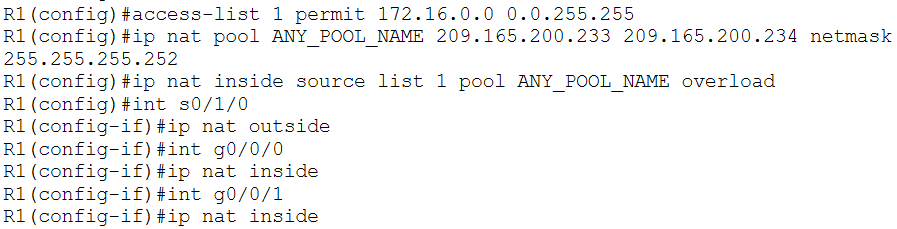 R1(config)#access-list 1 permit 172.16.0.0 0.0.255.255
R1(config)#ip nat pool ANY_POOL_NAME 209.165.200.233 209.165.200.234 netmask
255.255.255.252
R1(config)#ip nat inside source list 1 pool ANY_POOL_NAME overload
R1(config)#int s0/1/0
R1(config-if)#ip nat outside
R1(config-if)#int g0/0/0
R1(config-if)#ip nat inside
R1(config-if)#int g0/0/1
R1(config-if)#ip nat inside